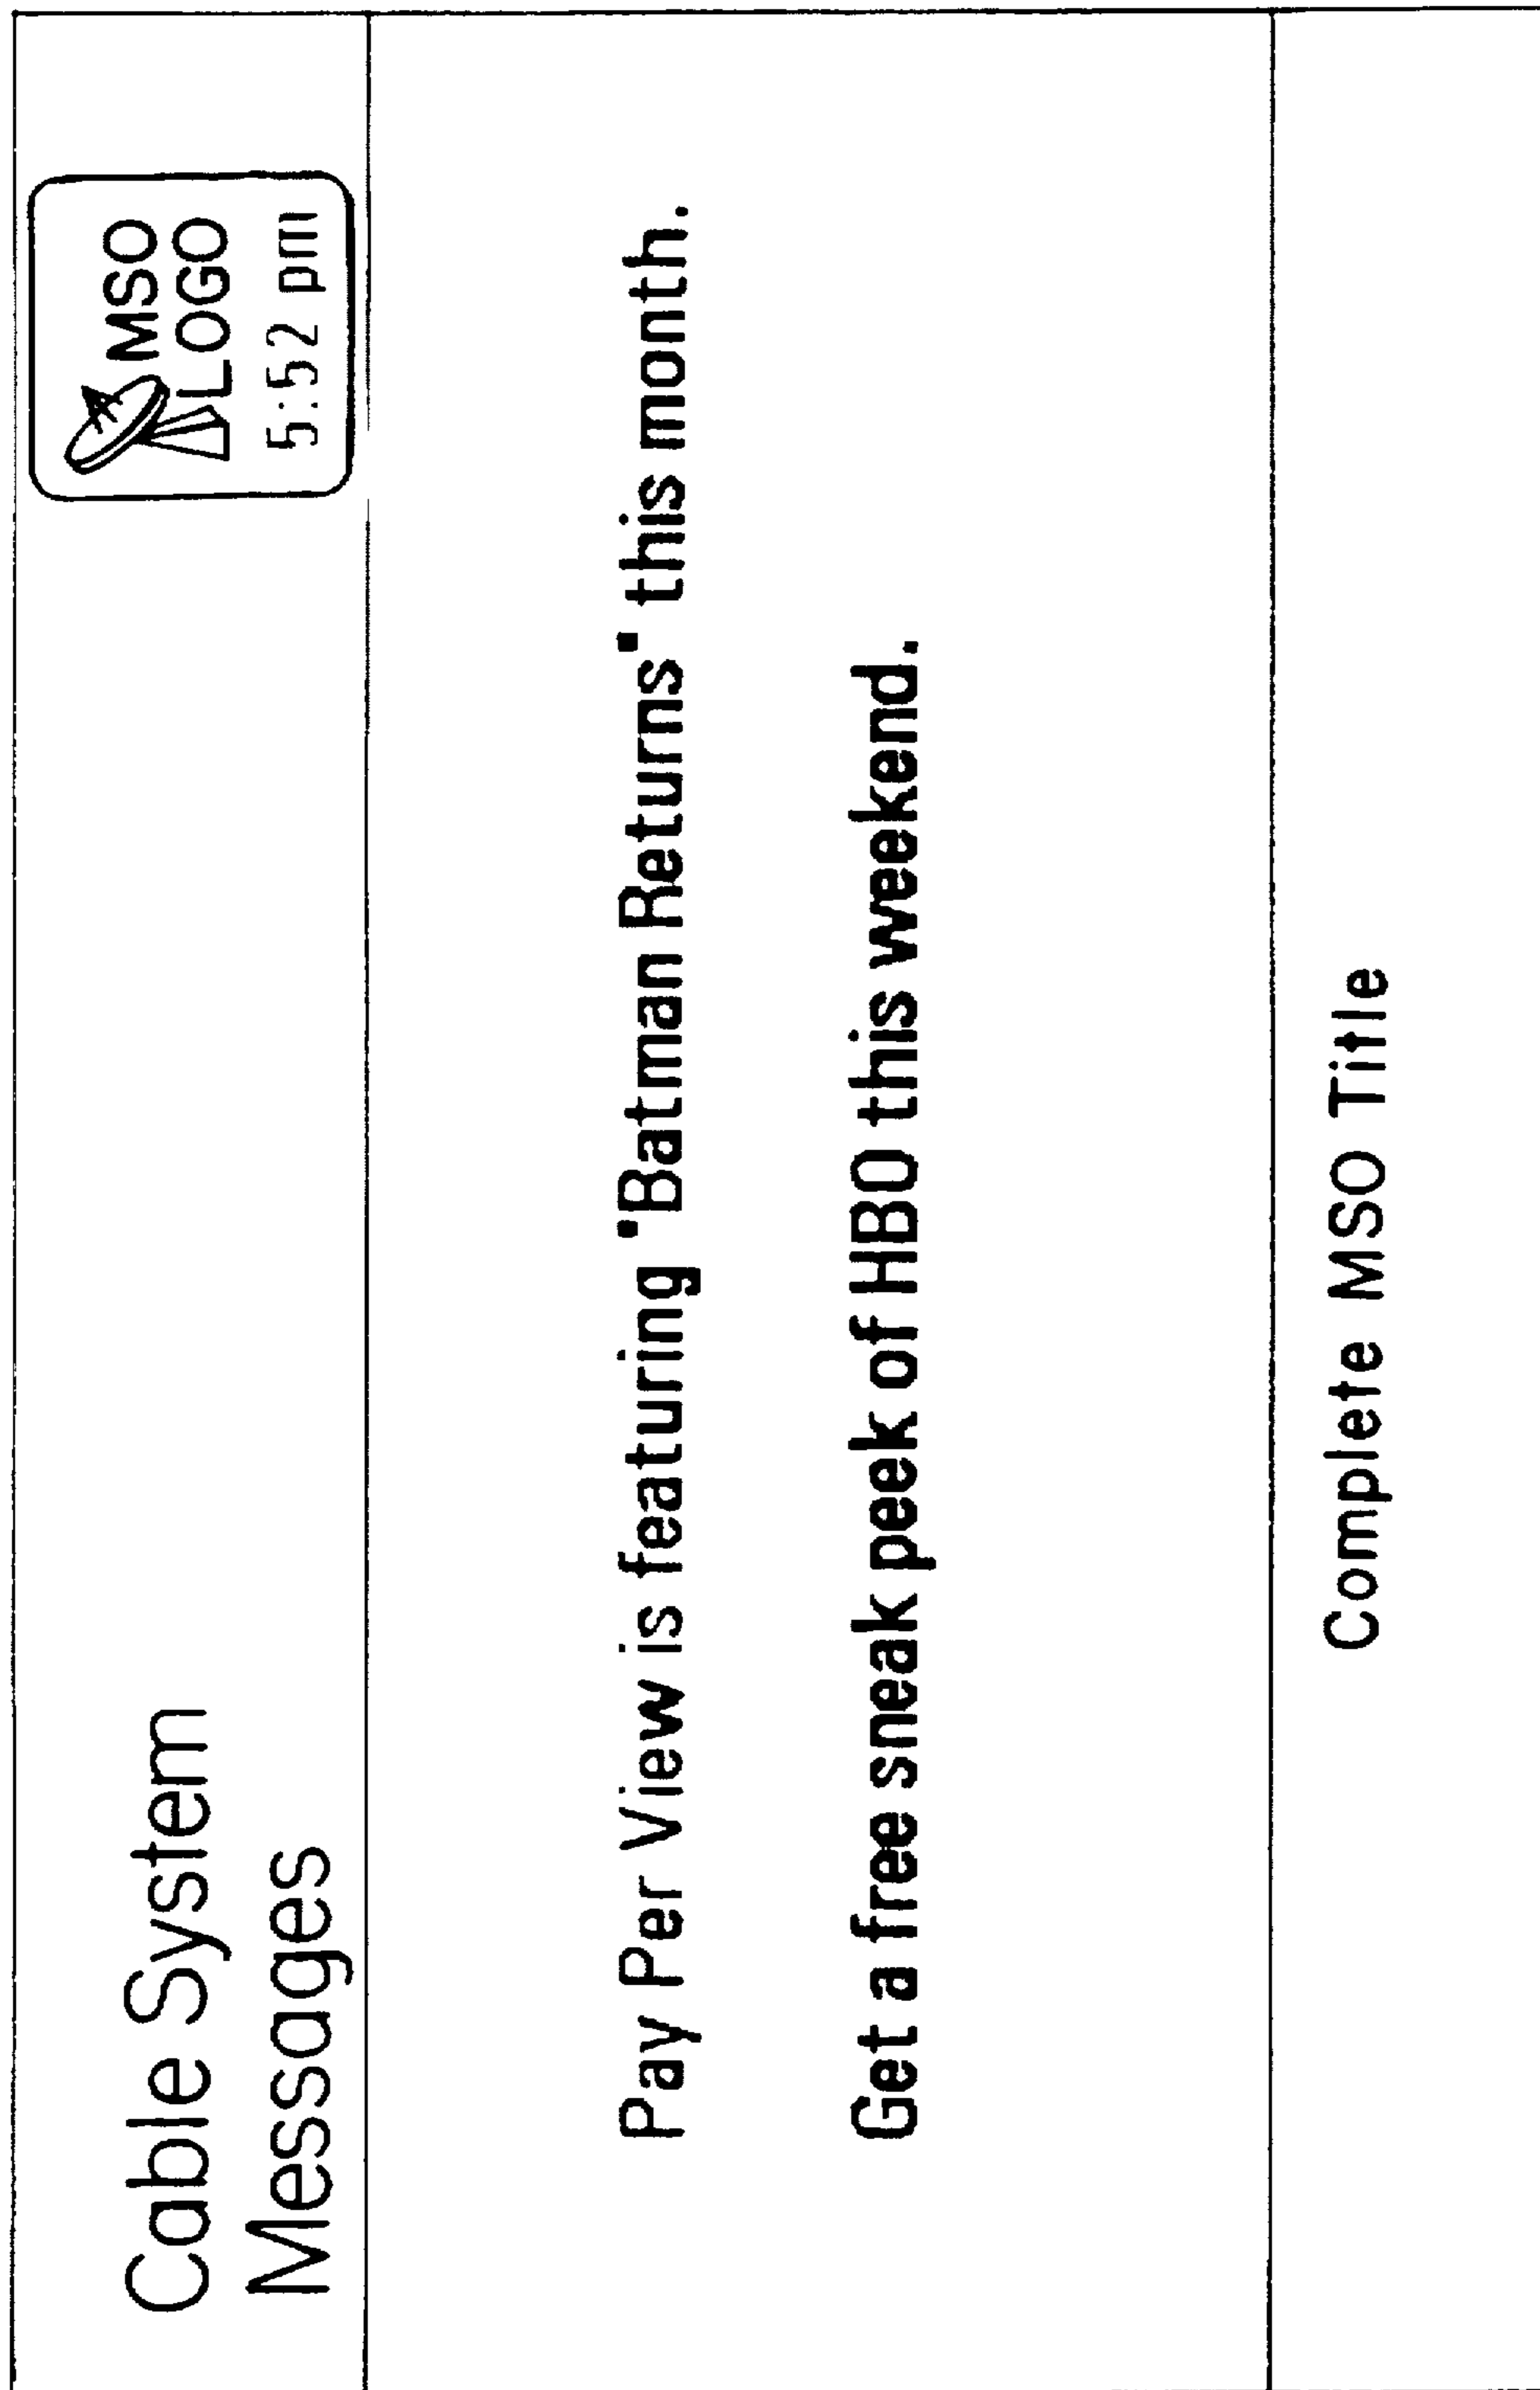 Cable System
Messages
MSO
LOGO
5:52 pm
Pay Per View is featuring "Batman Returns" this month.
Get a free sneak peek of HBO this weekend.
Complete MSO Title